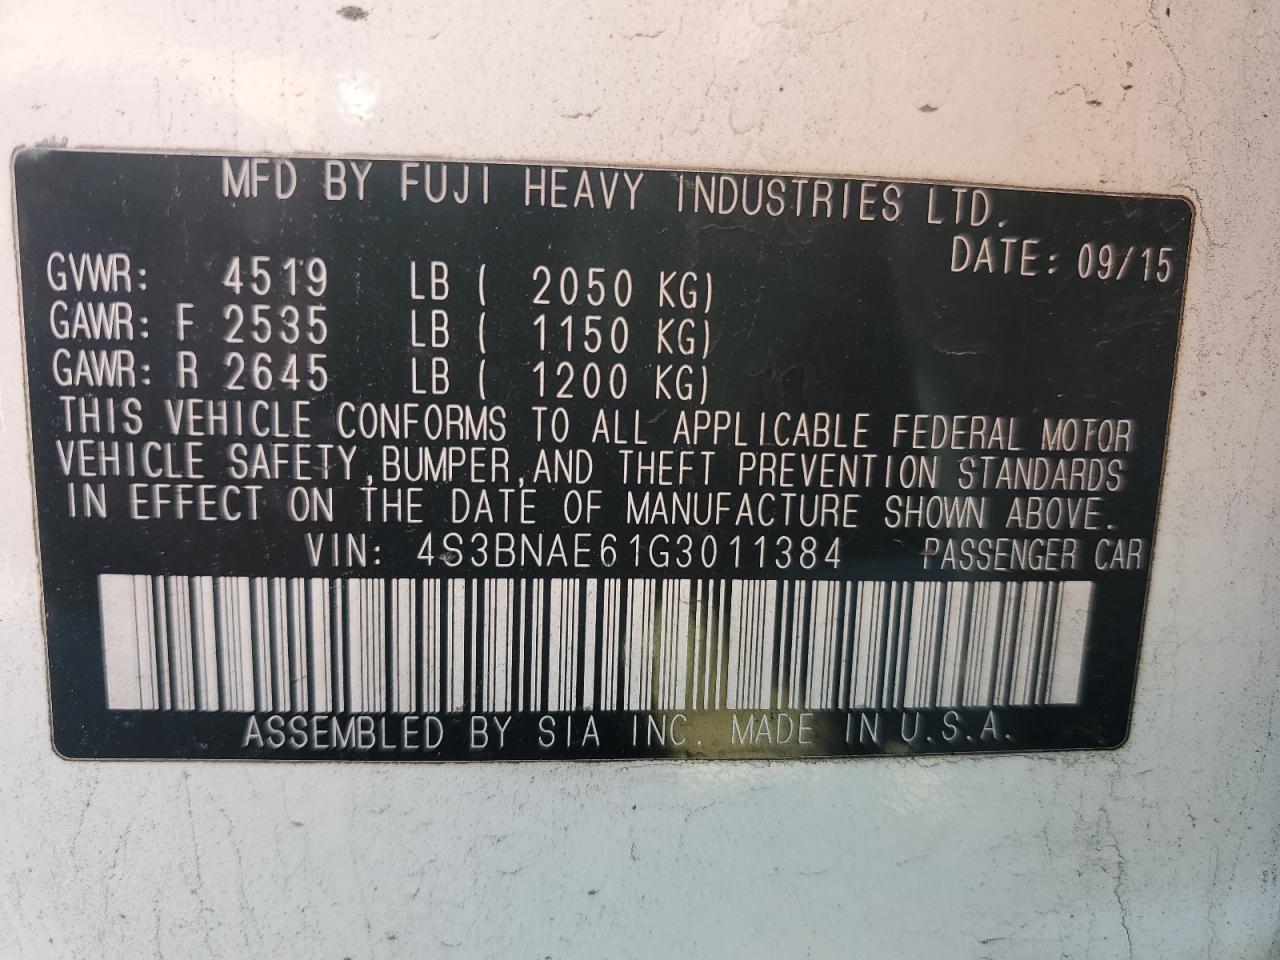 MFD BY FUJI HEAVY INDUSTRIES LTD.
DATE: 09/15
GVWR: 4519 LB ( 2050 KG)
GAWR: F 2535 LB ( 1150 KG)
GAWR: R 2645 LB ( 1200 KG)
THIS VEHICLE CONFORMS TO ALL APPLICABLE FEDERAL MOTOR
VEHICLE SAFETY,BUMPER,AND THEFT PREVENTION STANDARDS
IN EFFECT ON THE DATE OF MANUFACTURE SHOWN ABOVE.
VIN: 4S3BNAE61G3011384 PASSENGER CAR
ASSEMBLED BY SIA INC. MADE IN U.S.A.